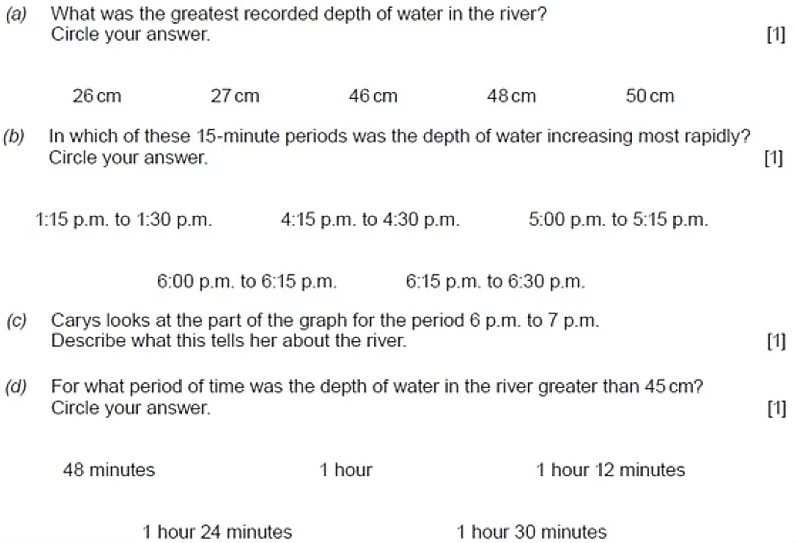 (a) What was the greatest recorded depth of water in the river?
Circle your answer. [1]
26 cm 27 cm 46 cm 48 cm 50 cm
(b) In which of these 15-minute periods was the depth of water increasing most rapidly?
Circle your answer. [1]
1:15 p.m. to 1:30 p.m. 4:15 p.m. to 4:30 p.m. 5:00 p.m. to 5:15 p.m.
6:00 p.m. to 6:15 p.m. 6:15 p.m. to 6:30 p.m.
(c) Carys looks at the part of the graph for the period 6 p.m. to 7 p.m.
Describe what this tells her about the river. [1]
(d) For what period of time was the depth of water in the river greater than 45 cm?
Circle your answer. [1]
48 minutes 1 hour 1 hour 12 minutes
1 hour 24 minutes 1 hour 30 minutes